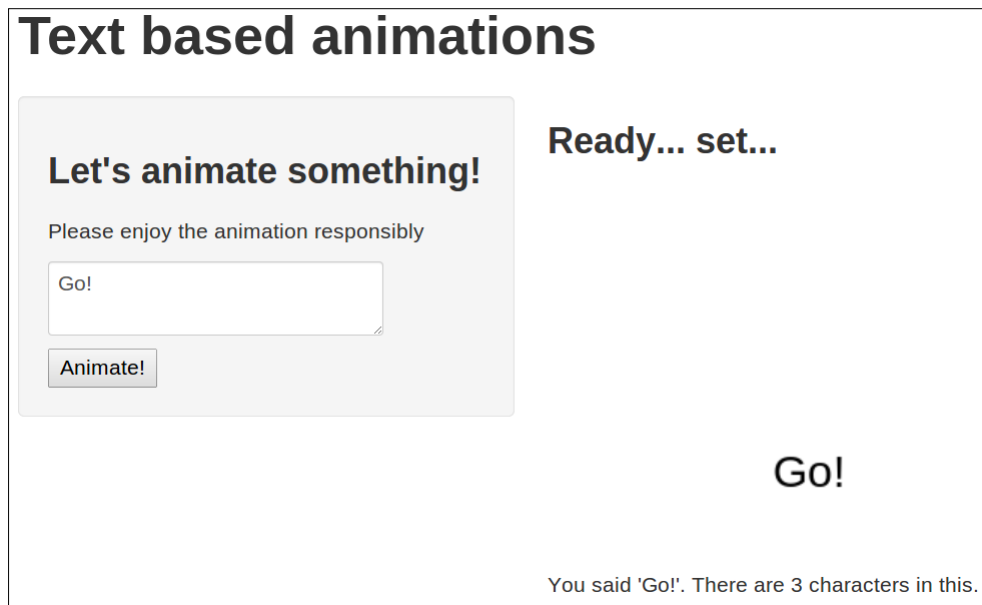 Text based animations
Let's animate something!
Please enjoy the animation responsibly
Go!
Animate!
Ready... set...
Go!
You said 'Go!'. There are 3 characters in this.